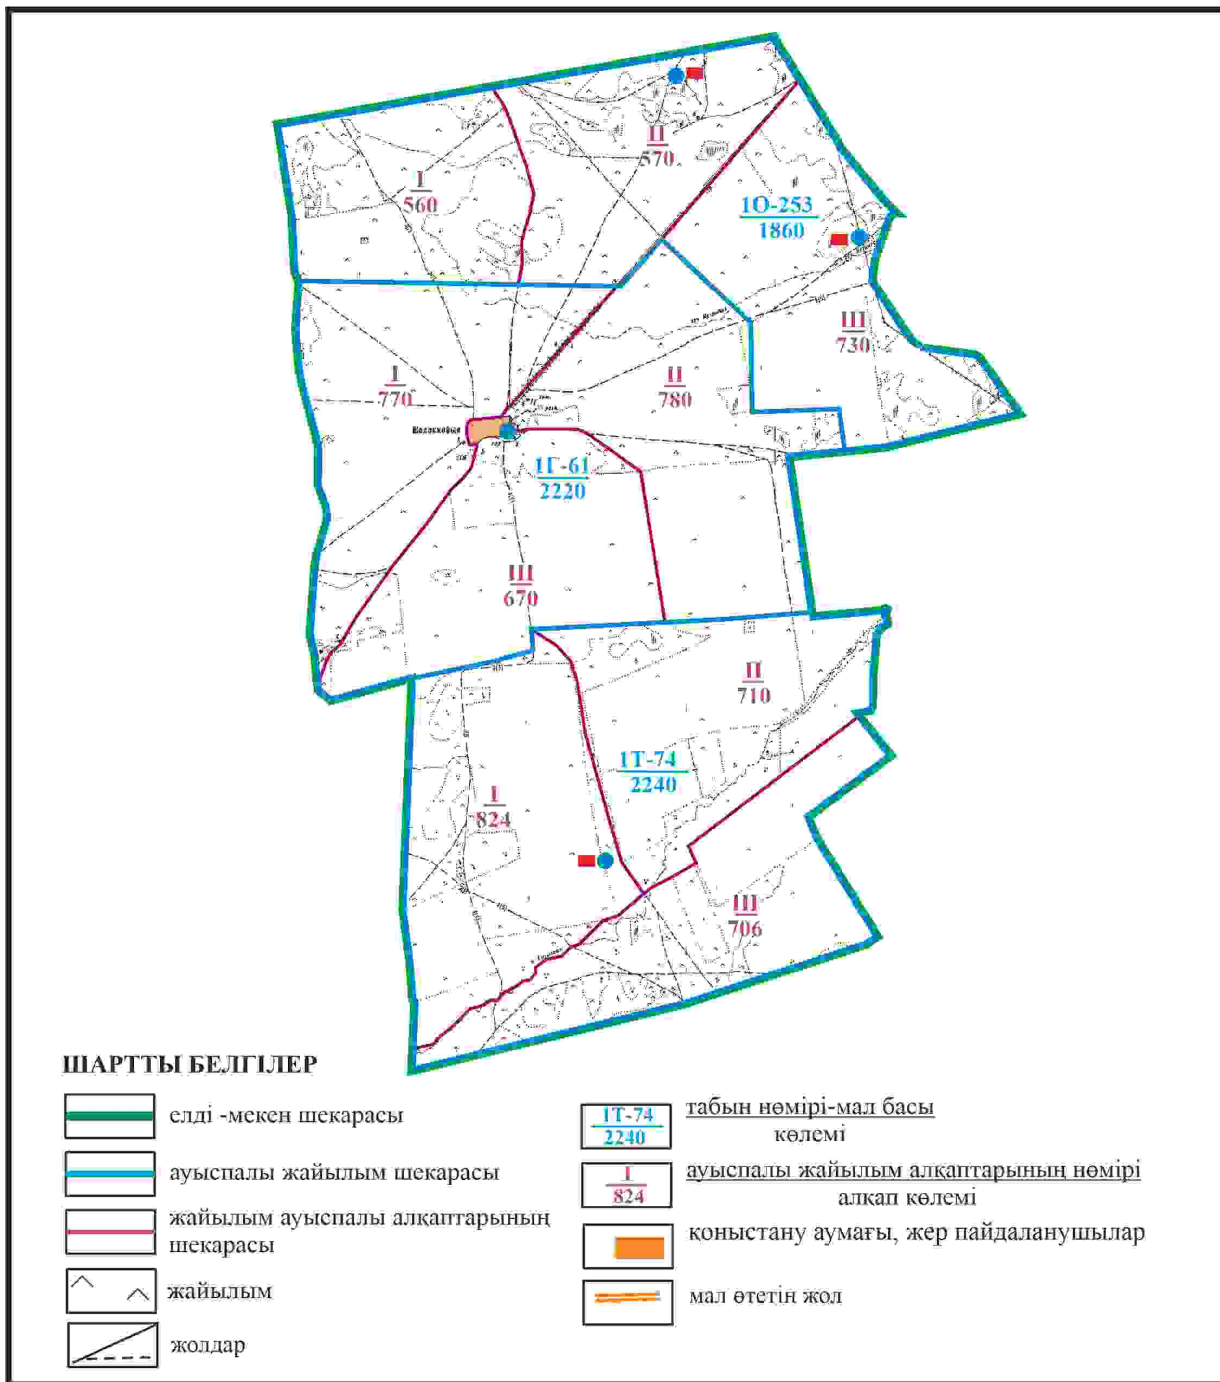 II
570
I
560
1О-253
1860
III
730
I
770
II
780
1Г-61
2220
III
670
II
710
1Т-74
2240
I
824
III
706
ШАРТТЫ БЕЛГІЛЕР
елді -мекен шекарасы
ауыспалы жайылым шекарасы
жайылым ауыспалы алқаптарының
шекарасы
жайылым
жолдар
1Т-74
2240
табын нөмірі-мал басы
көлемі
I
824
ауыспалы жайылым алқаптарының нөмірі
алқап көлемі
қоныстану аумағы, жер пайдаланушылар
мал өтетін жол